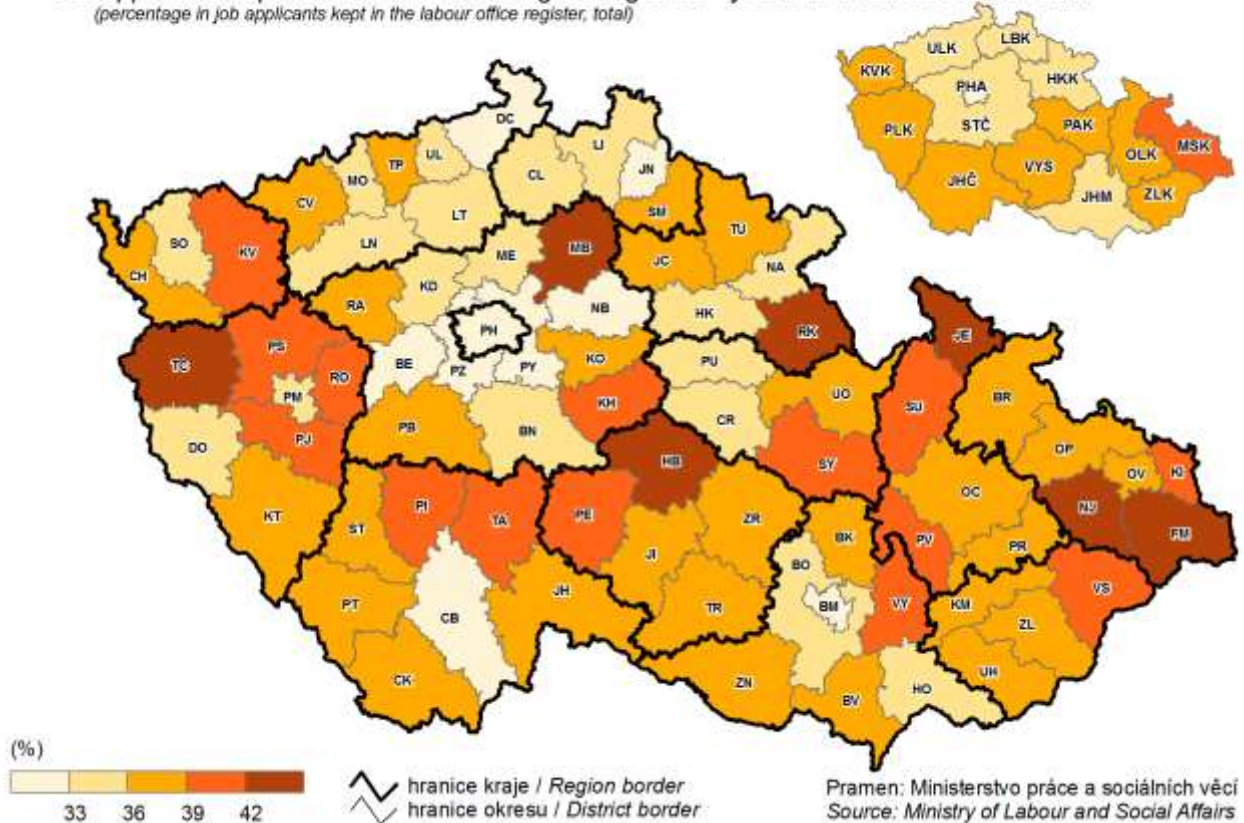 (percentage in job applicants kept in the labour office register, total)
ULK
LBK
KVK
HKK
PHA
STČ
PLK
PAK
MSK
OLK
VYS
JHČ
JHM
ZLK
DC
UL
TP
LI
MO
JN
CL
CV
LT
SM
SO
TU
KV
LN
MB
ME
JC
CH
NA
KD
RA
NB
HK
PH
RK
JE
PS
TC
BE
RO
PZ
PY
KO
PU
PM
KH
UO
BR
SU
CR
PB
BN
PJ
DO
OP
HB
SY
OV
KI
OC
PI
NJ
KT
ST
TA
PE
ZR
FM
BK
PV
PR
JI
BO
VS
JH
PT
TR
BM
VY
KM
CB
ZL
UH
CK
ZN
HO
BV
(%)
33 36 39 42
hranice kraje / Region border
hranice okresu / District border
Pramen: Ministerstvo práce a sociálních věcí
Source: Ministry of Labour and Social Affairs